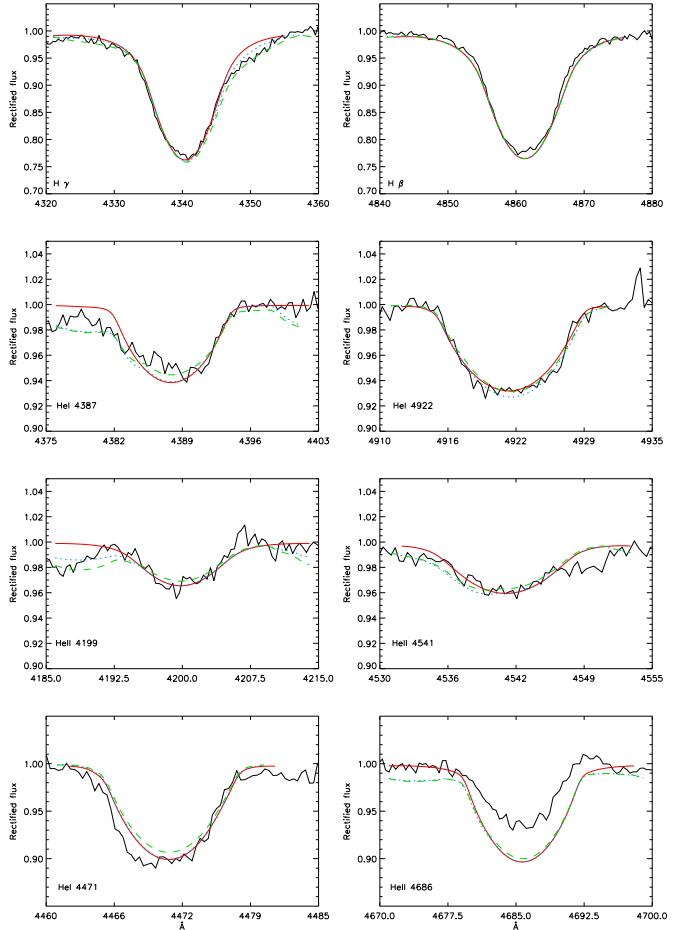 Rectified flux
1.00
0.95
0.90
0.85
0.80
0.75
0.70
H γ
4320 4330 4340 4350 4360
Rectified flux
1.00
0.95
0.90
0.85
0.80
0.75
0.70
H β
4840 4850 4860 4870 4880
Rectified flux
1.04
1.02
1.00
0.98
0.96
0.94
0.92
0.90
HeI 4387
4375 4382 4389 4396 4403
Rectified flux
1.04
1.02
1.00
0.98
0.96
0.94
0.92
0.90
HeI 4922
4910 4916 4922 4929 4935
Rectified flux
1.04
1.02
1.00
0.98
0.96
0.94
0.92
0.90
HeII 4199
4185.0 4192.5 4200.0 4207.5 4215.0
Rectified flux
1.04
1.02
1.00
0.98
0.96
0.94
0.92
0.90
HeII 4541
4530 4536 4542 4549 4555
Rectified flux
1.00
0.95
0.90
HeI 4471
4460 4466 4472 4479 4485
Å
Rectified flux
1.00
0.95
0.90
HeII 4686
4670.0 4677.5 4685.0 4692.5 4700.0
Å